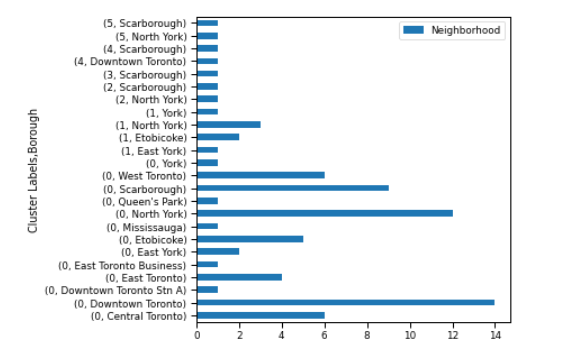 (5, Scarborough)
(5, North York)
(4, Scarborough)
(4, Downtown Toronto)
(3, Scarborough)
(2, Scarborough)
(2, North York)
(1, York)
(1, North York)
(1, Etobicoke)
(1, East York)
(0, York)
(0, West Toronto)
(0, Scarborough)
(0, Queen's Park)
(0, North York)
(0, Mississauga)
(0, Etobicoke)
(0, East York)
(0, East Toronto Business)
(0, East Toronto)
(0, Downtown Toronto Stn A)
(0, Downtown Toronto)
(0, Central Toronto)
Cluster Labels,Borough
Neighborhood
0 2 4 6 8 10 12 14